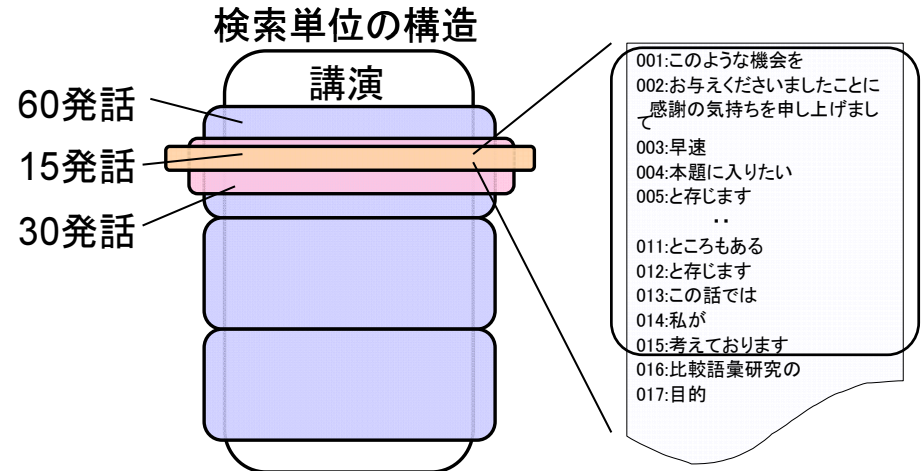 検索単位の構造
講演
60発話
15発話
30発話
001:このような機会を
002:お与えくださいましたことに
感謝の気持ちを申し上げまし
て
003:早速
004:本題に入りたい
005:と存じます
‥
011:ところもある
012:と存じます
013:この話では
014:私が
015:考えております
016:比較語彙研究の
017:目的